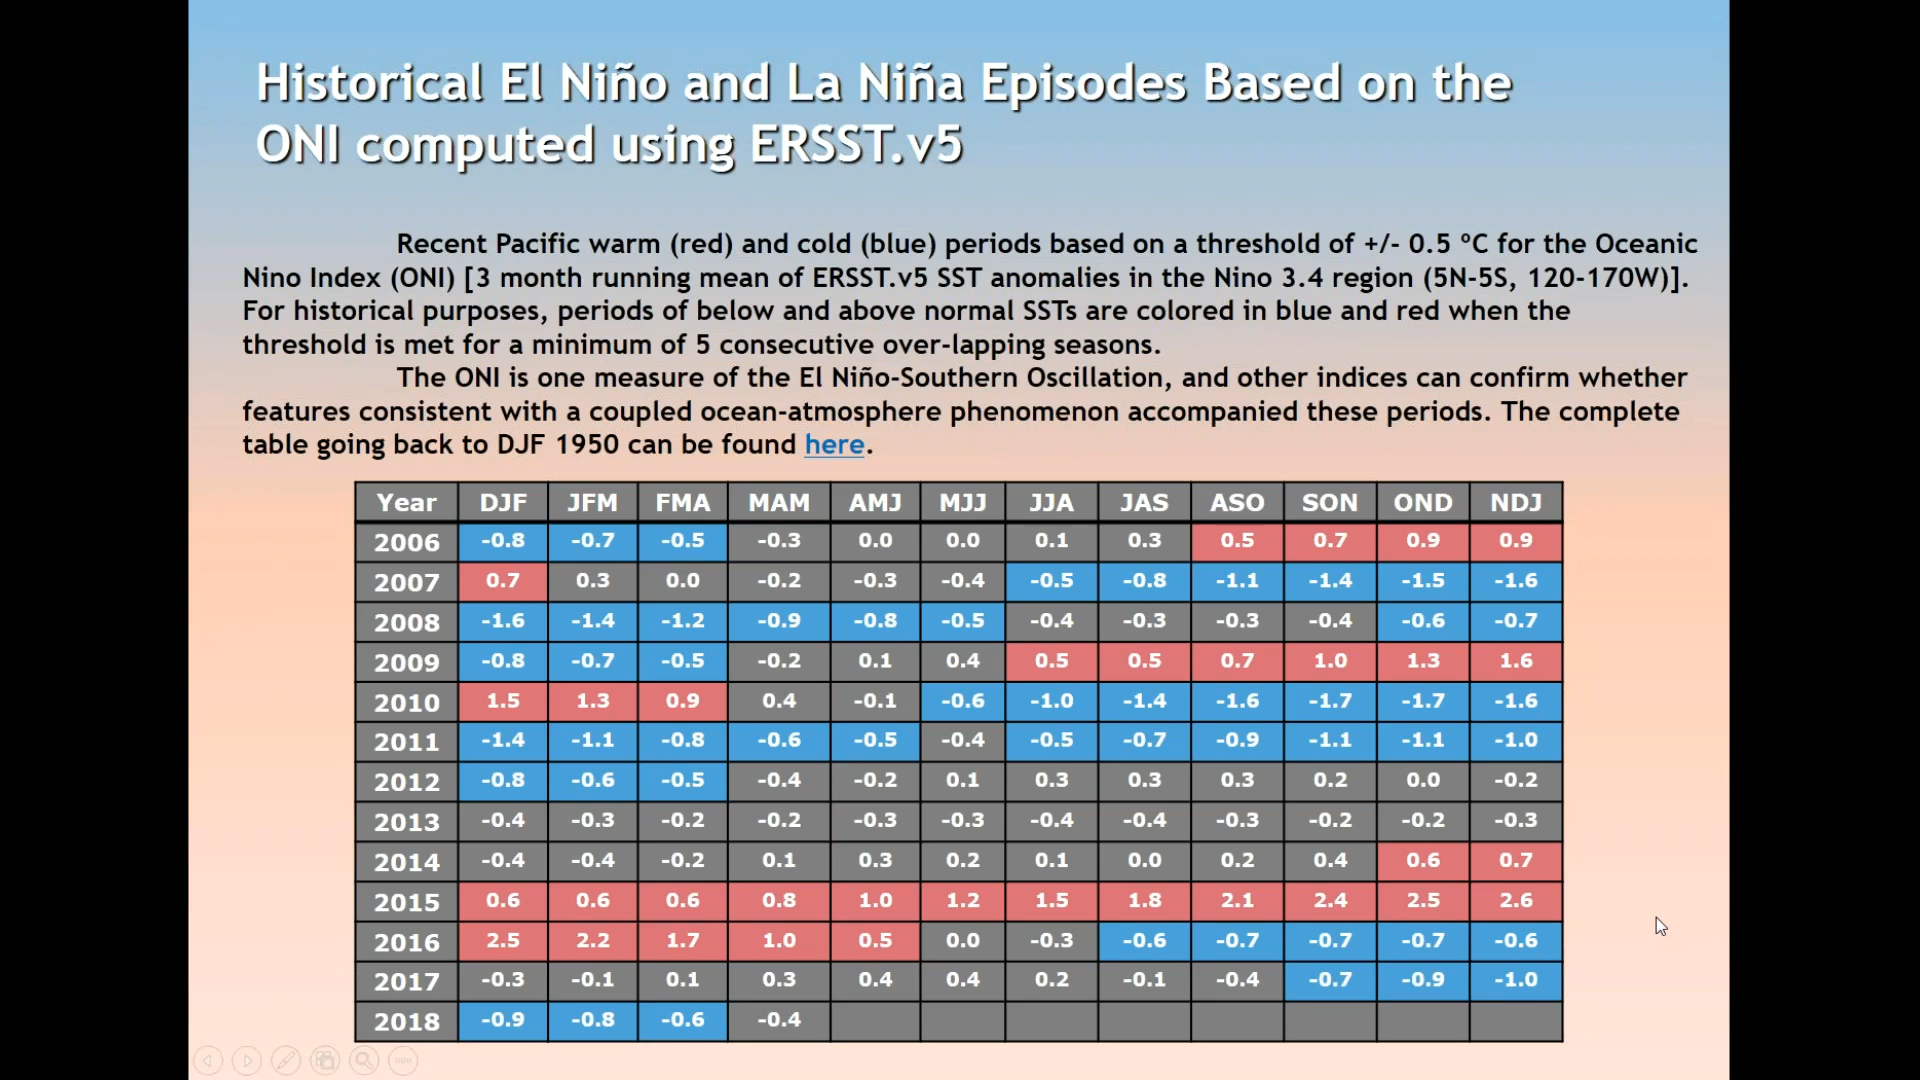 Historical El Niño and La Niña Episodes Based on the
ONI computed using ERSST.v5
Recent Pacific warm (red) and cold (blue) periods based on a threshold of +/- 0.5 ºC for the Oceanic
Nino Index (ONI) [3 month running mean of ERSST.v5 SST anomalies in the Nino 3.4 region (5N-5S, 120-170W)].
For historical purposes, periods of below and above normal SSTs are colored in blue and red when the
threshold is met for a minimum of 5 consecutive over-lapping seasons.
The ONI is one measure of the El Niño-Southern Oscillation, and other indices can confirm whether
features consistent with a coupled ocean-atmosphere phenomenon accompanied these periods. The complete
table going back to DJF 1950 can be found here.
Year DJF JFM FMA MAM AMJ MJJ JJA JAS ASO SON OND NDJ
2006 -0.8 -0.7 -0.5 -0.3 0.0 0.0 0.1 0.3 0.5 0.7 0.9 0.9
2007 0.7 0.3 0.0 -0.2 -0.3 -0.4 -0.5 -0.8 -1.1 -1.4 -1.5 -1.6
2008 -1.6 -1.4 -1.2 -0.9 -0.8 -0.5 -0.4 -0.3 -0.3 -0.4 -0.6 -0.7
2009 -0.8 -0.7 -0.5 -0.2 0.1 0.4 0.5 0.5 0.7 1.0 1.3 1.6
2010 1.5 1.3 0.9 0.4 -0.1 -0.6 -1.0 -1.4 -1.6 -1.7 -1.7 -1.6
2011 -1.4 -1.1 -0.8 -0.6 -0.5 -0.4 -0.5 -0.7 -0.9 -1.1 -1.1 -1.0
2012 -0.8 -0.6 -0.5 -0.4 -0.2 0.1 0.3 0.3 0.3 0.2 0.0 -0.2
2013 -0.4 -0.3 -0.2 -0.2 -0.3 -0.3 -0.4 -0.4 -0.3 -0.2 -0.2 -0.3
2014 -0.4 -0.4 -0.2 0.1 0.3 0.2 0.1 0.0 0.2 0.4 0.6 0.7
2015 0.6 0.6 0.6 0.8 1.0 1.2 1.5 1.8 2.1 2.4 2.5 2.6
2016 2.5 2.2 1.7 1.0 0.5 0.0 -0.3 -0.6 -0.7 -0.7 -0.7 -0.6
2017 -0.3 -0.1 0.1 0.3 0.4 0.4 0.2 -0.1 -0.4 -0.7 -0.9 -1.0
2018 -0.9 -0.8 -0.6 -0.4